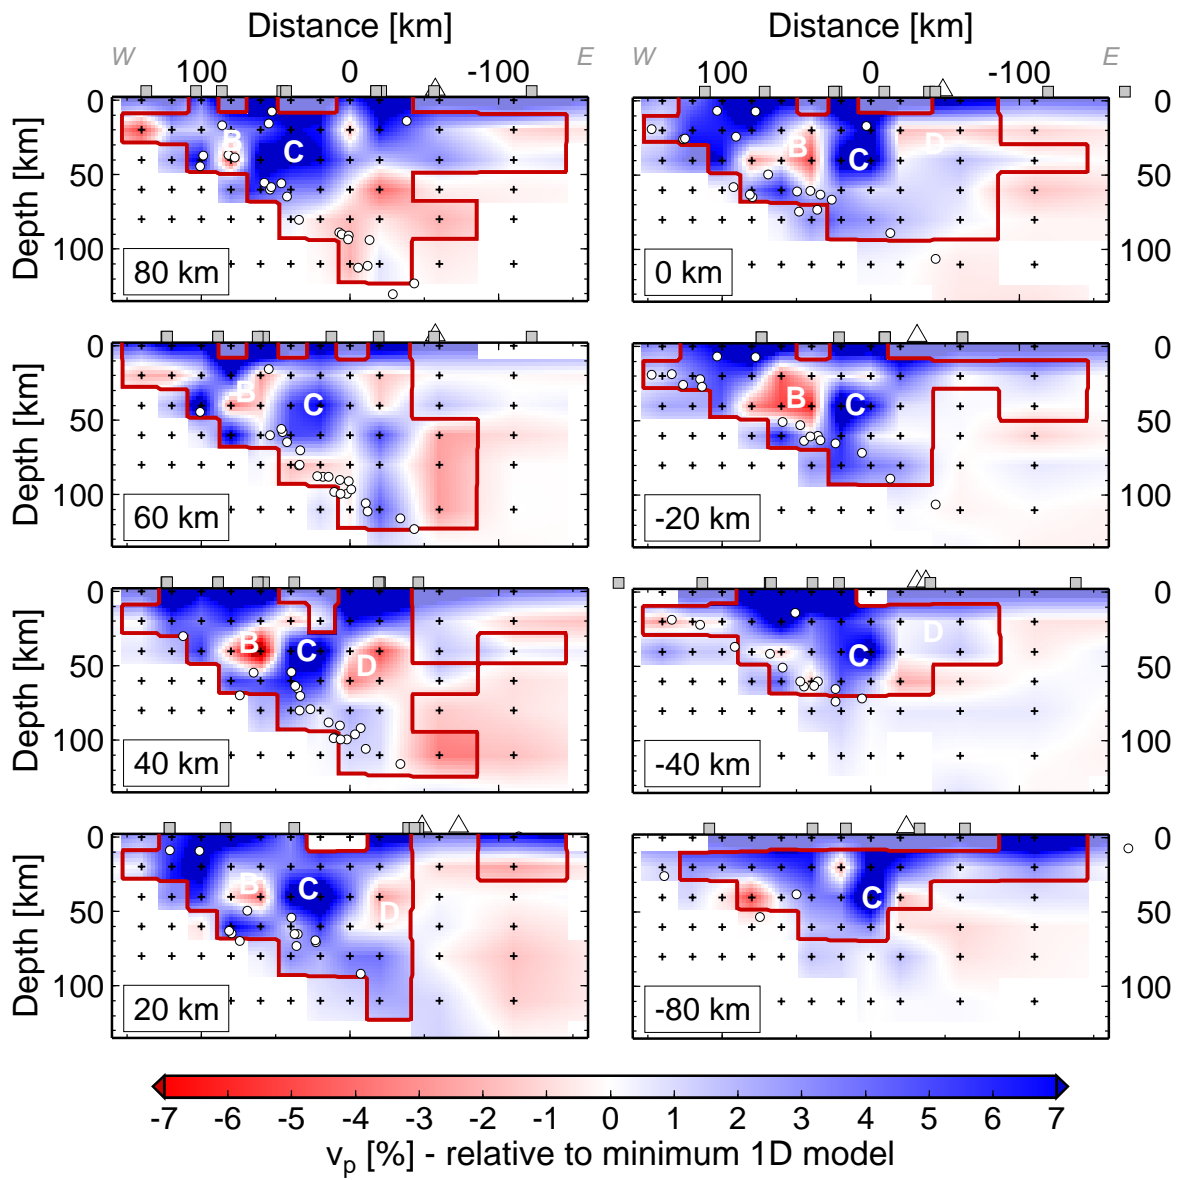 Distance [km] Distance [km]
W E W E
100 0 -100 100 0 -100
0 0
B C C B D
50 50
100 100
Depth [km]
80 km 0 km
0 0
B C B C
50 50
100 100
Depth [km]
60 km -20 km
0 0
B C D C D
50 50
100 100
Depth [km]
40 km -40 km
0 0
B C D C
50 50
100 100
Depth [km]
20 km -80 km
-7 -6 -5 -4 -3 -2 -1 0 1 2 3 4 5 6 7
vp [%] - relative to minimum 1D model